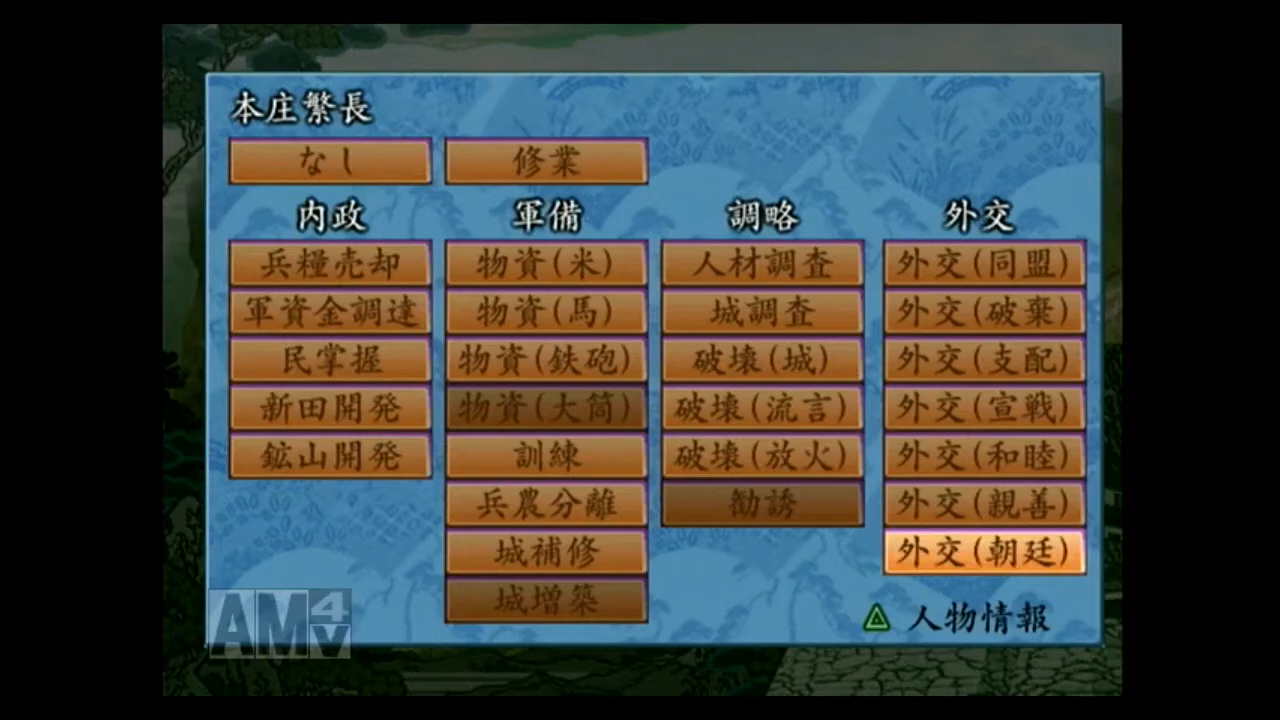 本庄繁長
なし 修業
内政 軍備 調略 外交
兵糧売却 物資(米) 人材調査 外交(同盟)
軍資金調達 物資(馬) 城調査 外交(破棄)
民掌握 物資(鉄砲) 破壊(城) 外交(支配)
新田開発 物資(大筒) 破壊(流言) 外交(宣戦)
鉱山開発 訓練 破壊(放火) 外交(和睦)
兵農分離 勧誘 外交(親善)
城補修 外交(朝廷)
城増築
人物情報
AM4V